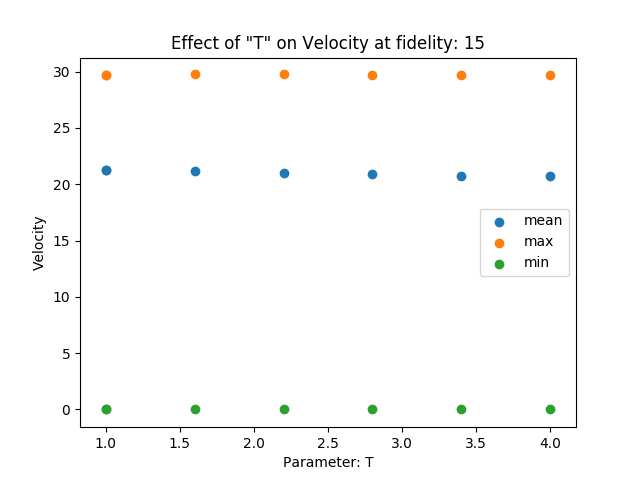 Effect of "T" on Velocity at fidelity: 15
Velocity
30
25
20
15
10
5
0
mean
max
min
1.0 1.5 2.0 2.5 3.0 3.5 4.0
Parameter: T